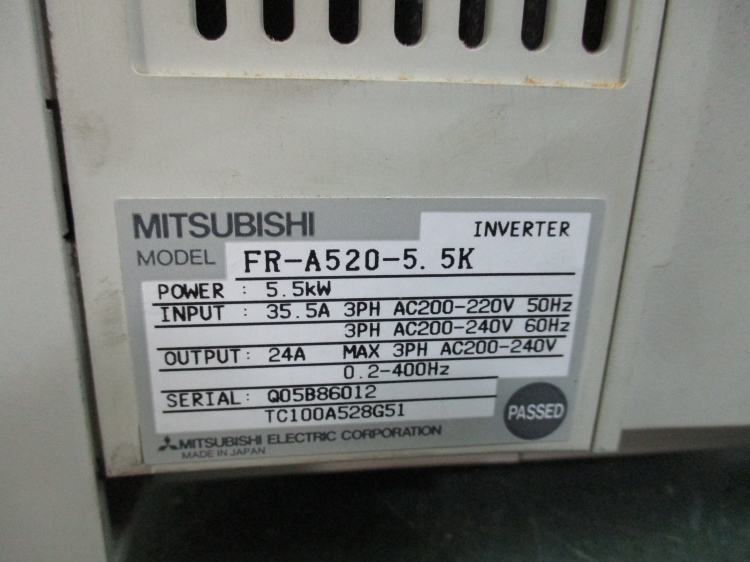 MITSUBISHI INVERTER
MODEL FR-A520-5.5K
POWER : 5.5kW
INPUT : 35.5A 3PH AC200-220V 50Hz
3PH AC200-240V 60Hz
OUTPUT: 24A MAX 3PH AC200-240V
0.2-400Hz
SERIAL: Q05B86012
TC100A528G51
PASSED
MITSUBISHI ELECTRIC CORPORATION
MADE IN JAPAN